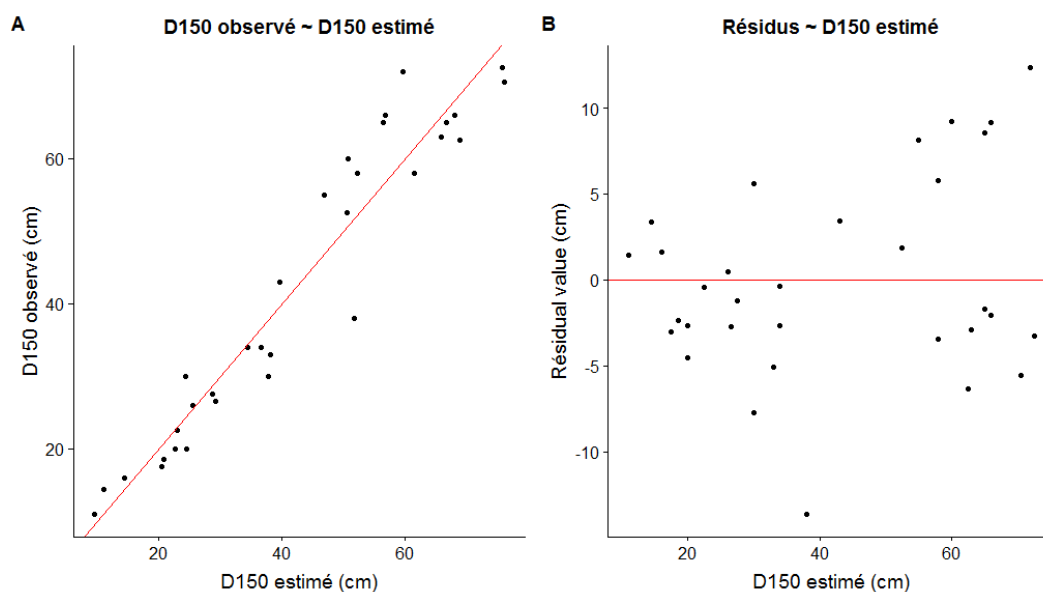 A
D150 observé ~ D150 estimé
D150 observé (cm)
60
40
20
20
40
60
D150 estimé (cm)
B
Résidus ~ D150 estimé
Résidual value (cm)
10
5
0
-5
-10
20
40
60
D150 estimé (cm)